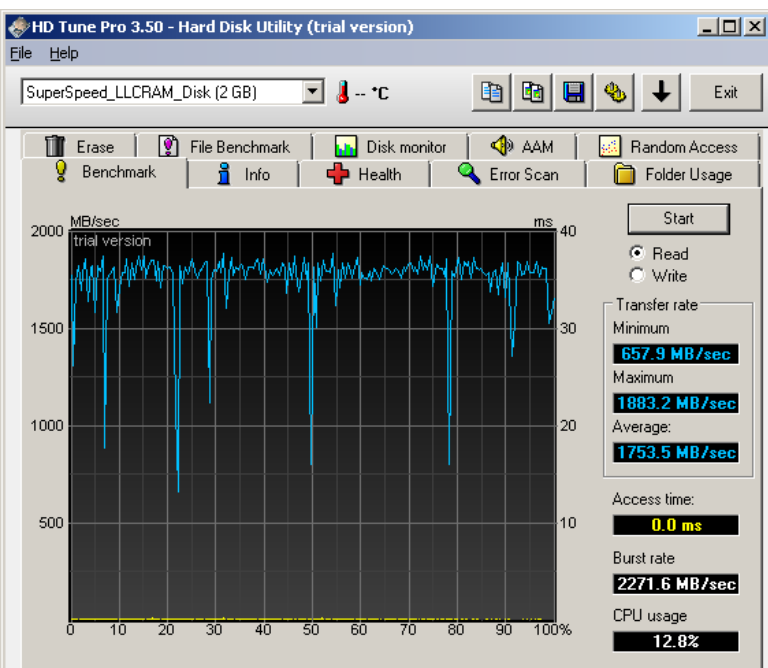 HD Tune Pro 3.50 - Hard Disk Utility (trial version)
File Help
SuperSpeed_LLCRAM_Disk (2 GB) -- °C Exit
Erase File Benchmark Disk monitor AAM Random Access
Benchmark Info Health Error Scan Folder Usage
MB/sec ms
trial version
2000
1500
1000
500
40
30
20
10
0 10 20 30 40 50 60 70 80 90 100%
Start
Read
Write
Transfer rate
Minimum
657.9 MB/sec
Maximum
1883.2 MB/sec
Average:
1753.5 MB/sec
Access time:
0.0 ms
Burst rate
2271.6 MB/sec
CPU usage
12.8%